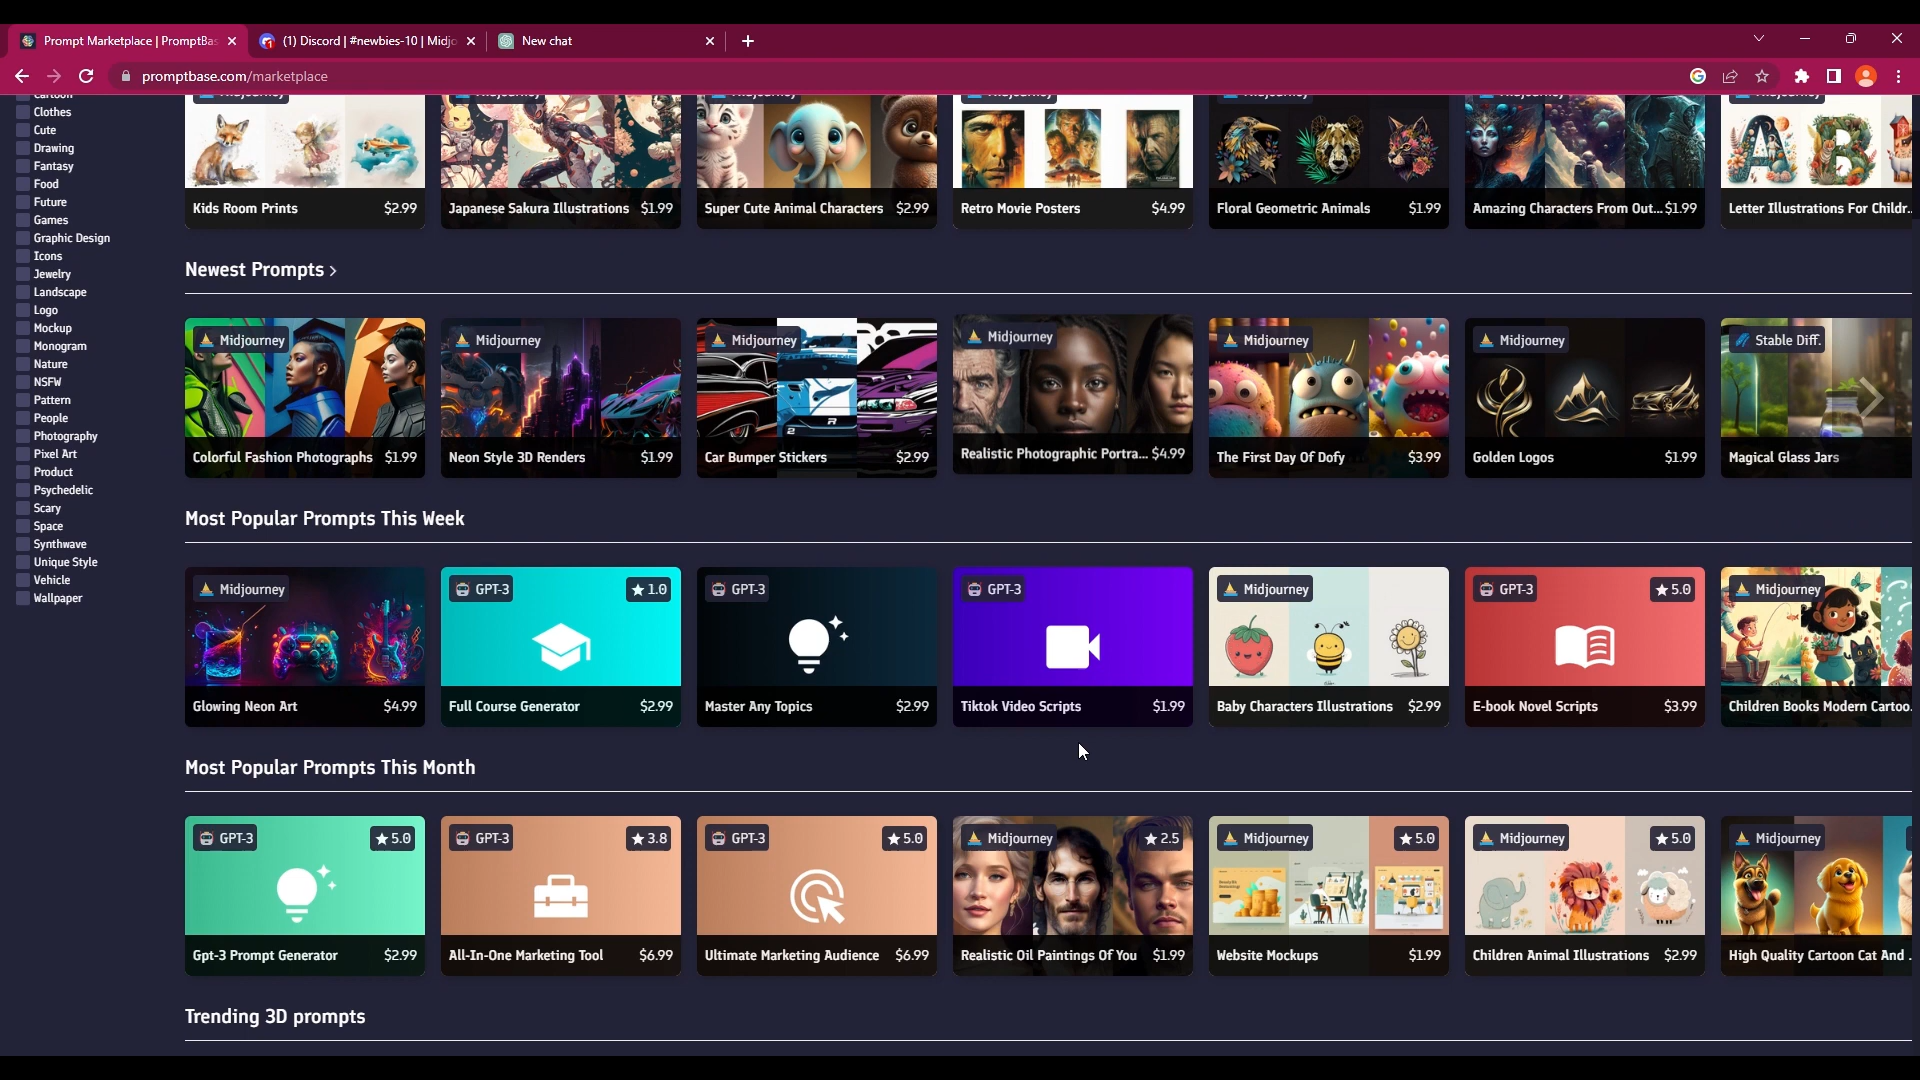 Prompt Marketplace | PromptBas
(1) Discord | #newbies-10 | Midjo
New chat
promptbase.com/marketplace
Cartoon
Clothes
Cute
Drawing
Fantasy
Food
Future
Games
Graphic Design
Icons
Jewelry
Landscape
Logo
Mockup
Monogram
Nature
NSFW
Pattern
People
Photography
Pixel Art
Product
Psychedelic
Scary
Space
Synthwave
Unique Style
Vehicle
Wallpaper
Kids Room Prints $2.99
Japanese Sakura Illustrations $1.99
Super Cute Animal Characters $2.99
Retro Movie Posters $4.99
Floral Geometric Animals $1.99
Amazing Characters From Out... $1.99
Letter Illustrations For Childr..
Newest Prompts >
Midjourney
Colorful Fashion Photographs $1.99
Midjourney
Neon Style 3D Renders $1.99
Midjourney
Car Bumper Stickers $2.99
Midjourney
Realistic Photographic Portra... $4.99
Midjourney
The First Day Of Dofy $3.99
Midjourney
Golden Logos $1.99
Stable Diff.
Magical Glass Jars
Most Popular Prompts This Week
Midjourney
Glowing Neon Art $4.99
GPT-3 1.0
Full Course Generator $2.99
GPT-3
Master Any Topics $2.99
GPT-3
Tiktok Video Scripts $1.99
Midjourney
Baby Characters Illustrations $2.99
GPT-3 5.0
E-book Novel Scripts $3.99
Midjourney
Children Books Modern Cartoo.
Most Popular Prompts This Month
GPT-3 5.0
Gpt-3 Prompt Generator $2.99
GPT-3 3.8
All-In-One Marketing Tool $6.99
GPT-3 5.0
Ultimate Marketing Audience $6.99
Midjourney 2.5
Realistic Oil Paintings Of You $1.99
Midjourney 5.0
Website Mockups $1.99
Midjourney 5.0
Children Animal Illustrations $2.99
Midjourney
High Quality Cartoon Cat And .
Trending 3D prompts